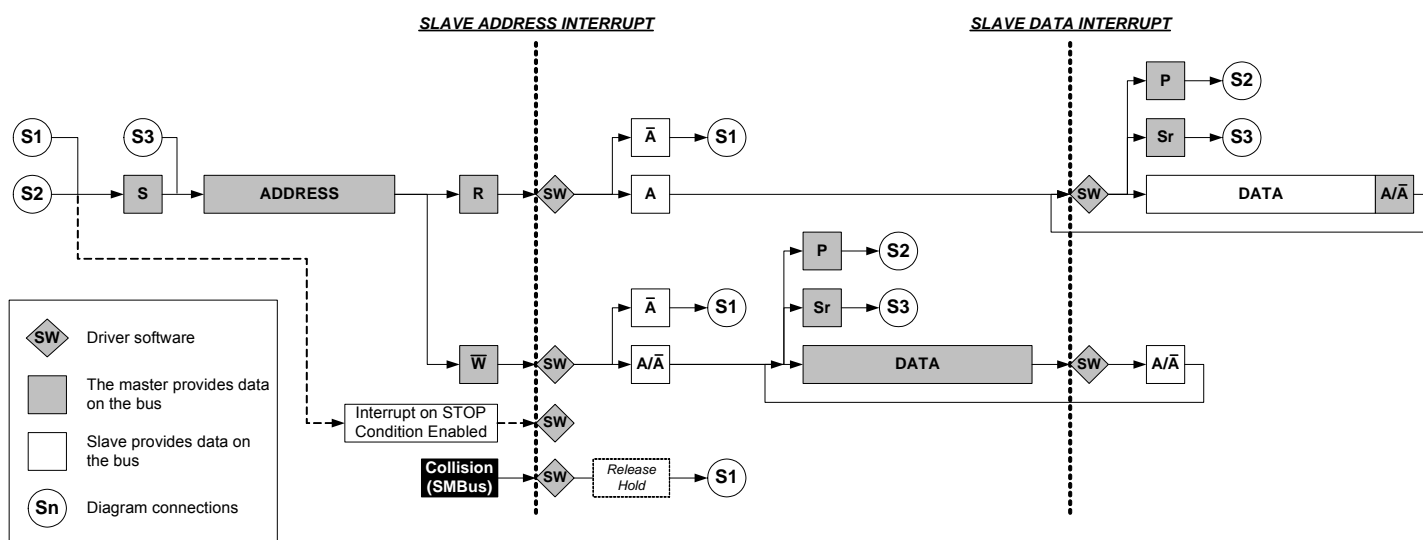 SLAVE ADDRESS INTERRUPT
SLAVE DATA INTERRUPT
P
S2
S1
S3
A̅
S1
Sr
S3
S2
S
ADDRESS
R
SW
A
SW
DATA
A/A̅
P
S2
A̅
S1
Sr
S3
W̅
SW
A/A̅
DATA
SW
A/A̅
Interrupt on STOP
Condition Enabled
SW
Collision
(SMBus)
SW
Release
Hold
S1
SW
Driver software
The master provides data
on the bus
Slave provides data on
the bus
Sn
Diagram connections